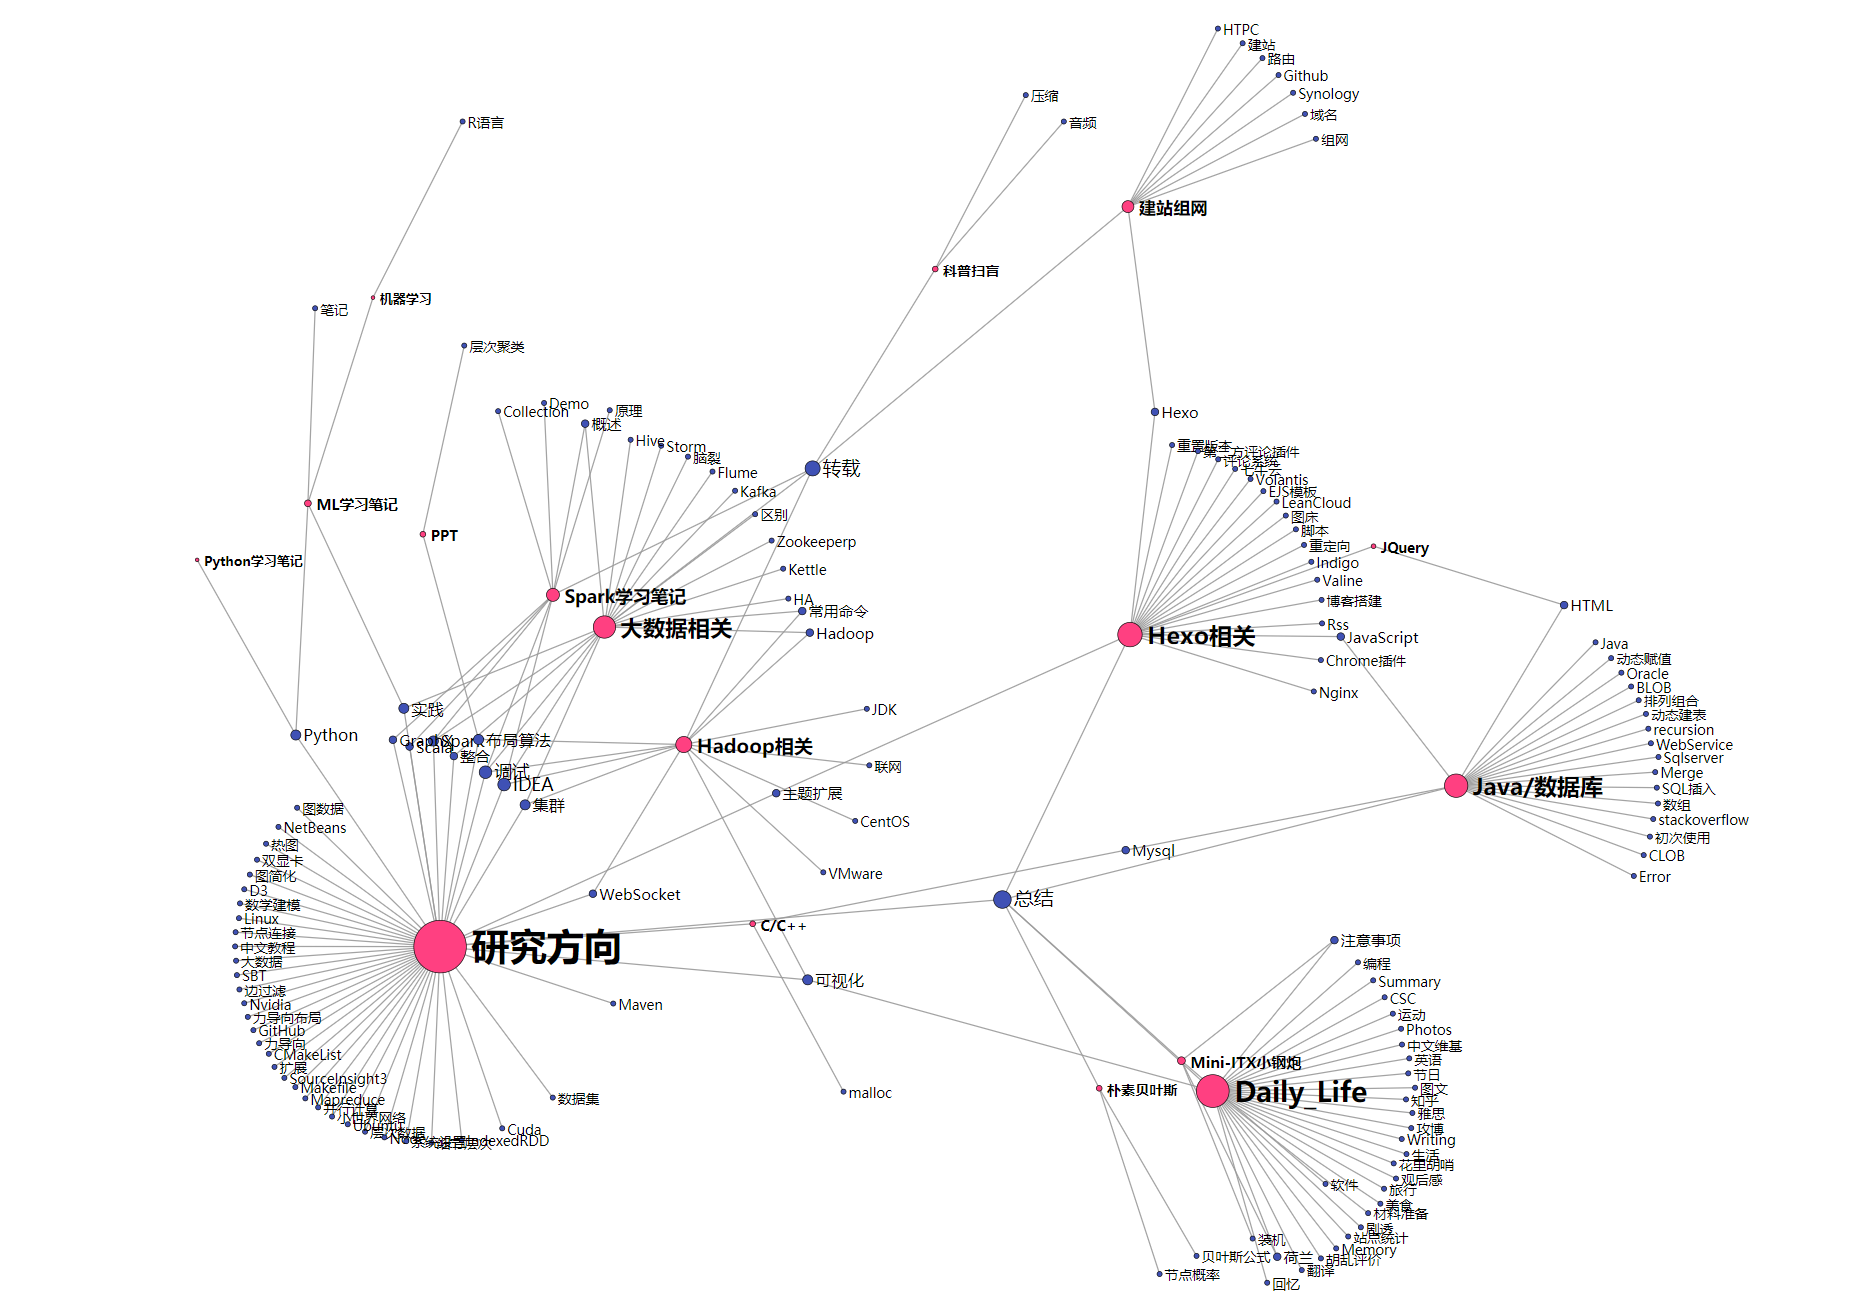 HTPC
建站
路由
Github
Synology
域名
组网
压缩
音频
R语言
建站组网
科普扫盲
机器学习
笔记
层次聚类
Demo
Collection
原理
概述
Hexo
Hive
Storm
脑裂
Flume
转载
Kafka
区别
重置版本
第三方评论插件
评论系统
七牛云
Volantis
EJS模板
LeanCloud
图床
脚本
重定向
Indigo
Valine
博客搭建
Rss
JavaScript
Chrome插件
Nginx
JQuery
HTML
ML学习笔记
PPT
Python学习笔记
Zookeeperp
Kettle
Spark学习笔记
HA
常用命令
大数据相关
Hadoop
Hexo相关
Java
动态赋值
Oracle
BLOB
排列组合
动态建表
recursion
WebService
Sqlserver
Merge
SQL插入
数组
stackoverflow
初次使用
CLOB
Error
Java/数据库
实践
JDK
Python
GraphX
Spark
布局算法
Scala
整合
Hadoop相关
调试
IDEA
集群
联网
主题扩展
CentOS
Mysql
VMware
WebSocket
总结
C/C++
图数据
NetBeans
热图
双显卡
图简化
D3
数学建模
Linux
节点连接
中文教程
大数据
SBT
边过滤
Nvidia
力导向布局
GitHub
力导向
CMakeList
扩展
SourceInsight3
Makefile
Mapreduce
并行计算
Ubuntu
层次数据
IndexedRDD
Cuda
数据集
研究方向
可视化
Maven
malloc
注意事项
编程
Summary
CSC
运动
Photos
中文维基
英语
节日
图文
知乎
雅思
攻博
Writing
生活
花里胡哨
观后感
旅行
美食
材料准备
剧透
站点统计
Memory
胡乱评价
软件
Mini-ITX小钢炮
朴素贝叶斯
Daily_Life
装机
贝叶斯公式
荷兰
翻译
节点概率
回忆